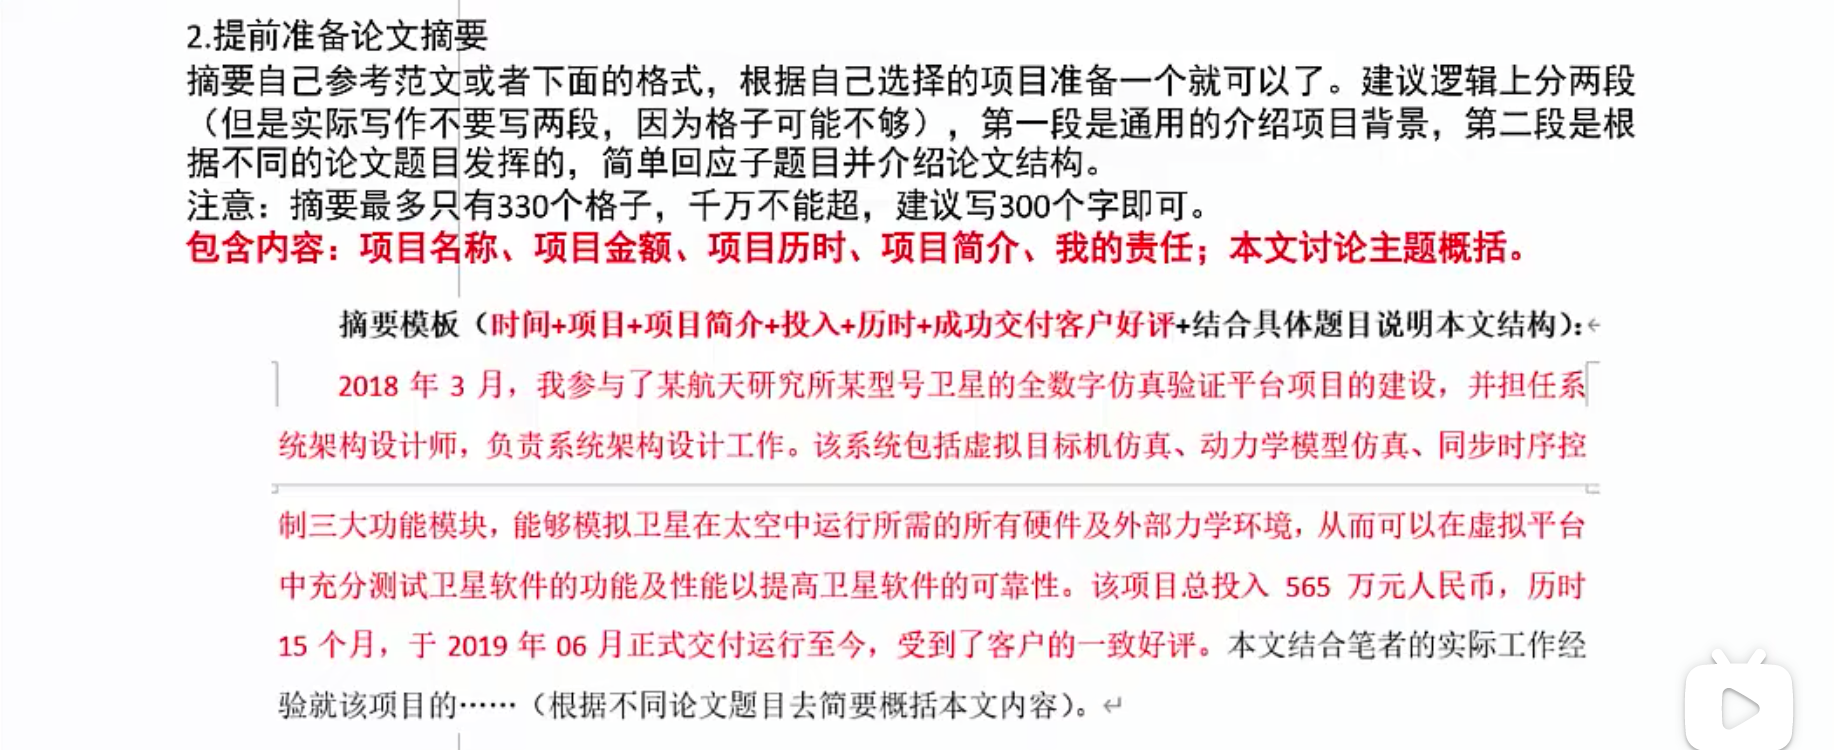 2.提前准备论文摘要
摘要自己参考范文或者下面的格式，根据自己选择的项目准备一个就可以了。建议逻辑上分两段
（但是实际写作不要写两段，因为格子可能不够），第一段是通用的介绍项目背景，第二段是根
据不同的论文题目发挥的，简单回应子题目并介绍论文结构。
注意：摘要最多只有330个格子，千万不能超，建议写300个字即可。
包含内容：项目名称、项目金额、项目历时、项目简介、我的责任；本文讨论主题概括。
摘要模板（时间+项目+项目简介+投入+历时+成功交付客户好评+结合具体题目说明本文结构）：
2018 年 3 月，我参与了某航天研究所某型号卫星的全数字仿真验证平台项目的建设，并担任系
统架构设计师，负责系统架构设计工作。该系统包括虚拟目标机仿真、动力学模型仿真、同步时序控
制三大功能模块，能够模拟卫星在太空中运行所需的所有硬件及外部力学环境，从而可以在虚拟平台
中充分测试卫星软件的功能及性能以提高卫星软件的可靠性。该项目总投入 565 万元人民币，历时
15 个月，于 2019 年 06 月正式交付运行至今，受到了客户的一致好评。本文结合笔者的实际工作经
验就该项目的……（根据不同论文题目去简要概括本文内容）。